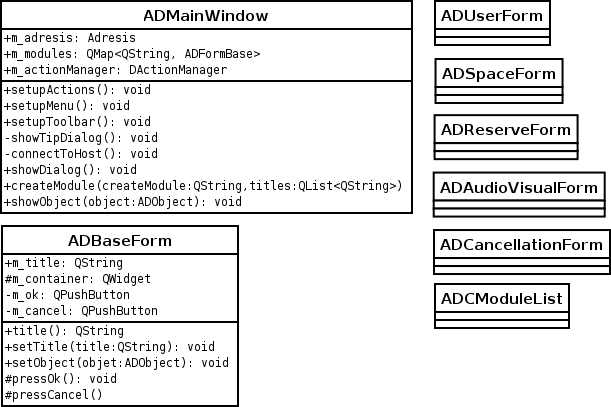 ADMainWindow
+m_adresis: Adresis
+m_modules: QMap<QString, ADFormBase>
+m_actionManager: DActionManager
+setupActions(): void
+setupMenu(): void
+setupToolbar(): void
-showTipDialog(): void
-connectToHost(): void
+showDialog(): void
+createModule(createModule:QString,titles:QList<QString>)
+showObject(object:ADObject): void
ADBaseForm
+m_title: QString
#m_container: QWidget
-m_ok: QPushButton
-m_cancel: QPushButton
+title(): QString
+setTitle(title:QString): void
+setObject(objet:ADObject): void
#pressOk(): void
#pressCancel()
ADUserForm
ADSpaceForm
ADReserveForm
ADAudioVisualForm
ADCancellationForm
ADCModuleList